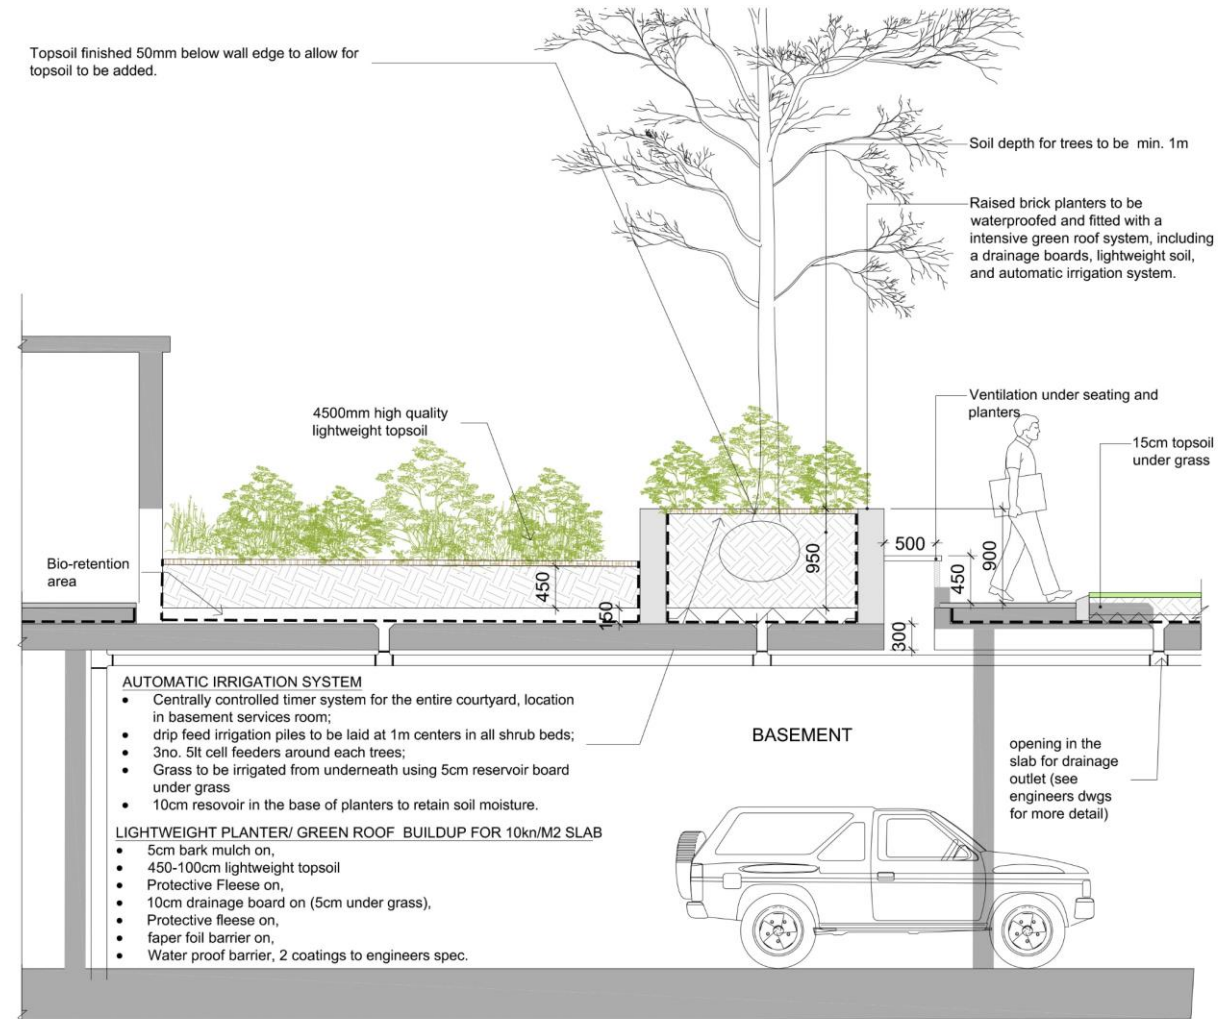 Topsoil finished 50mm below wall edge to allow for
topsoil to be added.
Soil depth for trees to be min. 1m
Raised brick planters to be
waterproofed and fitted with a
intensive green roof system, including
a drainage boards, lightweight soil,
and automatic irrigation system.
4500mm high quality
lightweight topsoil
Ventilation under seating and
planters
15cm topsoil
under grass
Bio-retention
area
450
150
950
500
450
900
300
AUTOMATIC IRRIGATION SYSTEM
• Centrally controlled timer system for the entire courtyard, location
in basement services room;
• drip feed irrigation piles to be laid at 1m centers in all shrub beds;
• 3no. 5lt cell feeders around each trees;
• Grass to be irrigated from underneath using 5cm reservoir board
under grass
• 10cm resovoir in the base of planters to retain soil moisture.
LIGHTWEIGHT PLANTER/ GREEN ROOF BUILDUP FOR 10kn/M2 SLAB
• 5cm bark mulch on,
• 450-100cm lightweight topsoil
• Protective Fleese on,
• 10cm drainage board on (5cm under grass),
• Protective fleese on,
• faper foil barrier on,
• Water proof barrier, 2 coatings to engineers spec.
BASEMENT
opening in the
slab for drainage
outlet (see
engineers dwgs
for more detail)